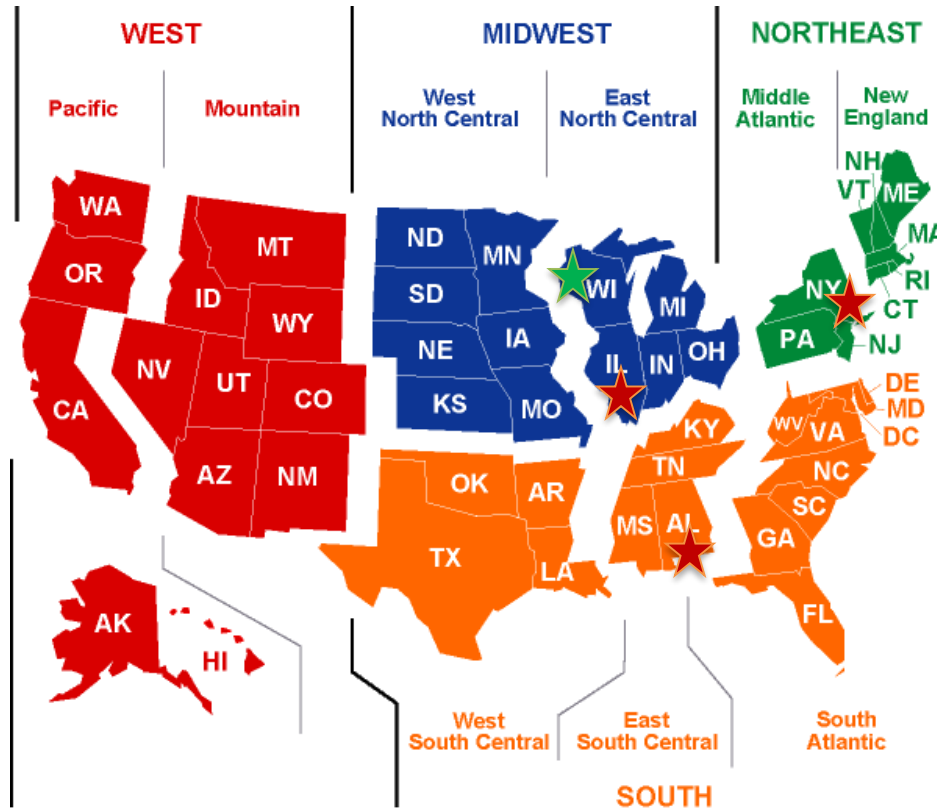 WEST
MIDWEST
NORTHEAST
Pacific
Mountain
West
North Central
East
North Central
Middle
Atlantic
New
England
NH
VT
ME
MA
RI
CT
NJ
NY
PA
WA
OR
CA
MT
ID
WY
NV
UT
CO
AZ
NM
ND
SD
NE
KS
MN
IA
MO
WI
MI
IL
IN
OH
DE
MD
DC
WV
VA
NC
SC
GA
FL
KY
TN
MS
AL
OK
AR
TX
LA
AK
HI
West
South Central
East
South Central
South
Atlantic
SOUTH